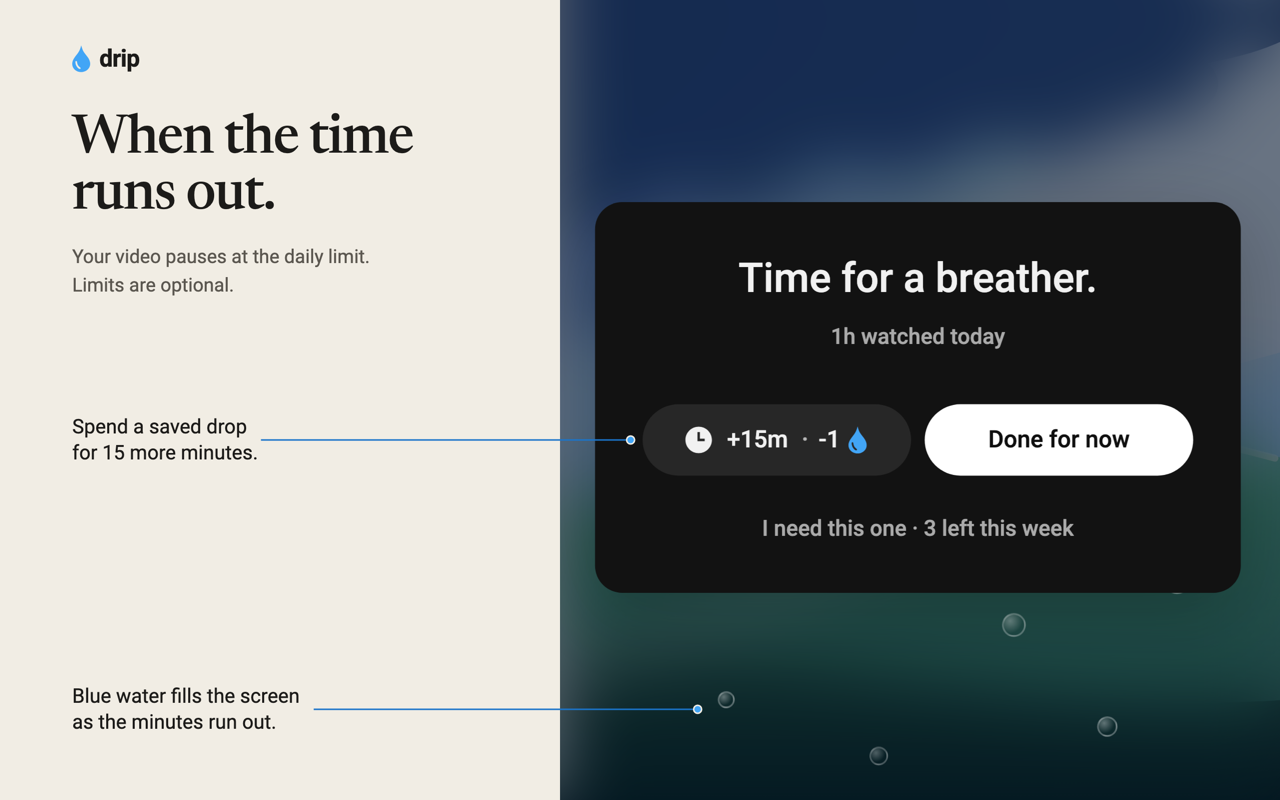 drip
When the time
runs out.
Your video pauses at the daily limit.
Limits are optional.
Spend a saved drop
for 15 more minutes.
Blue water fills the screen
as the minutes run out.
Time for a breather.
1h watched today
+15m · -1
Done for now
I need this one · 3 left this week